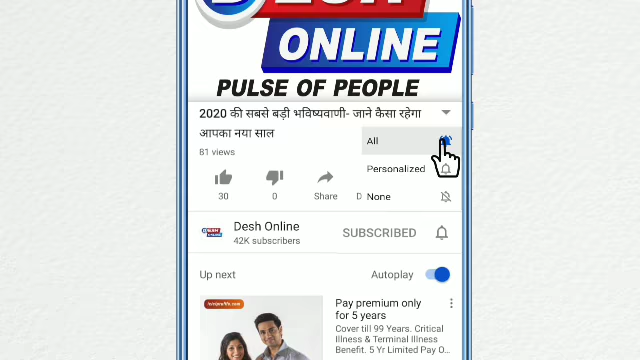 DESH
ONLINE
PULSE OF PEOPLE
2020 की सबसे बड़ी भविष्यवाणी- जाने कैसा रहेगा
आपका नया साल
81 views
All
Personalized
None
30
0
Share
D
Desh Online
42K subscribers
SUBSCRIBED
Up next
Autoplay
Pay premium only
for 5 years
Cover till 99 Years. Critical
Illness & Terminal Illness
Benefit. 5 Yr Limited Pay O...